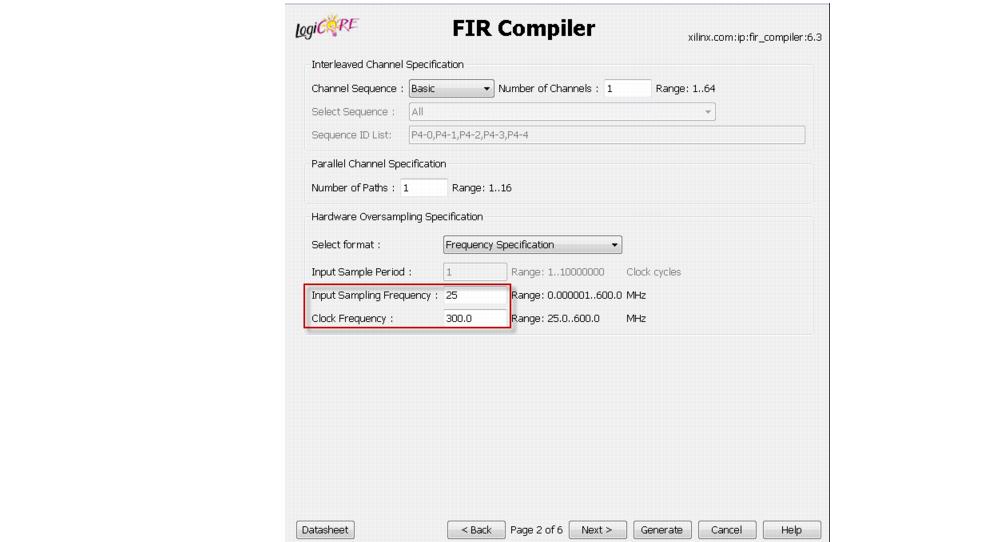 LogiCORE
FIR Compiler
xilinx.com:ip:fir_compiler:6.3
Interleaved Channel Specification
Channel Sequence : Basic Number of Channels : 1 Range: 1..64
Select Sequence : All
Sequence ID List: P4-0,P4-1,P4-2,P4-3,P4-4
Parallel Channel Specification
Number of Paths : 1 Range: 1..16
Hardware Oversampling Specification
Select format : Frequency Specification
Input Sample Period : 1 Range: 1..10000000 Clock cycles
Input Sampling Frequency : 25 Range: 0.000001..600.0 MHz
Clock Frequency : 300.0 Range: 25.0..600.0 MHz
Datasheet < Back Page 2 of 6 Next > Generate Cancel Help